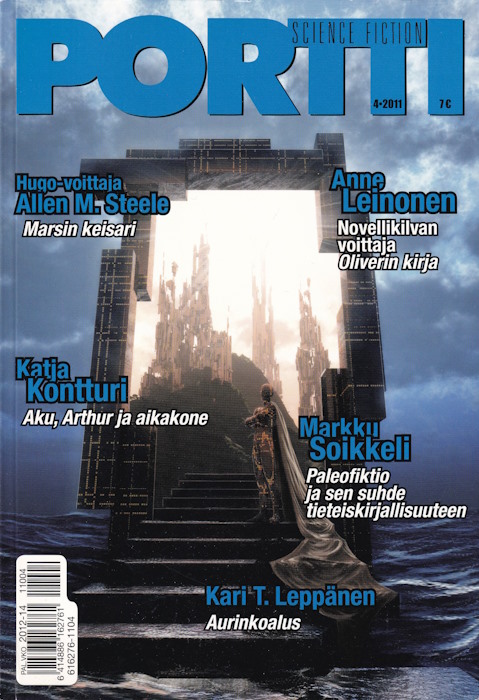 PORTTI
SCIENCE FICTION
4•2011 7 €
Hugo-voittaja
Allen M. Steele
Marsin keisari
Anne
Leinonen
Novellikilvan
voittaja
Oliverin kirja
Katja
Kontturi
Aku, Arthur ja aikakone
Markku
Soikkeli
Paleofiktio
ja sen suhde
tieteiskirjallisuuteen
Kari T. Leppänen
Aurinkoalus
PAL.VKO 2012-14 11004
6 414886 162761
616276-1104